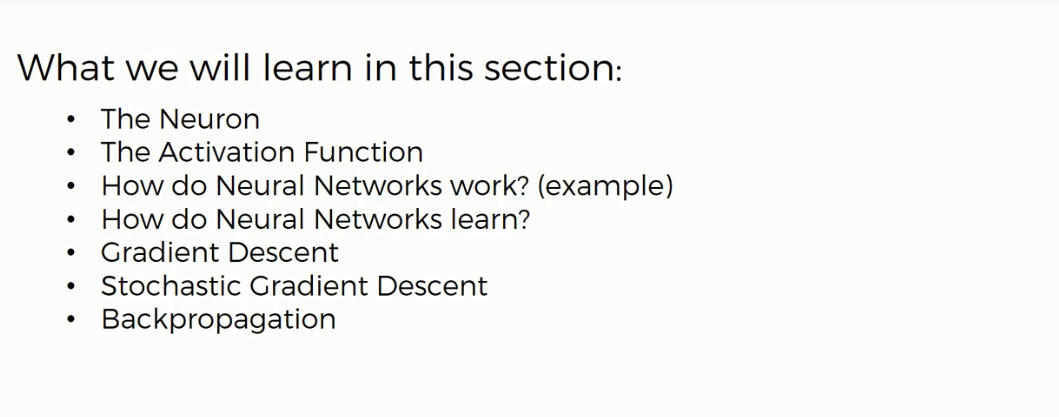 What we will learn in this section:
• The Neuron
• The Activation Function
• How do Neural Networks work? (example)
• How do Neural Networks learn?
• Gradient Descent
• Stochastic Gradient Descent
• Backpropagation